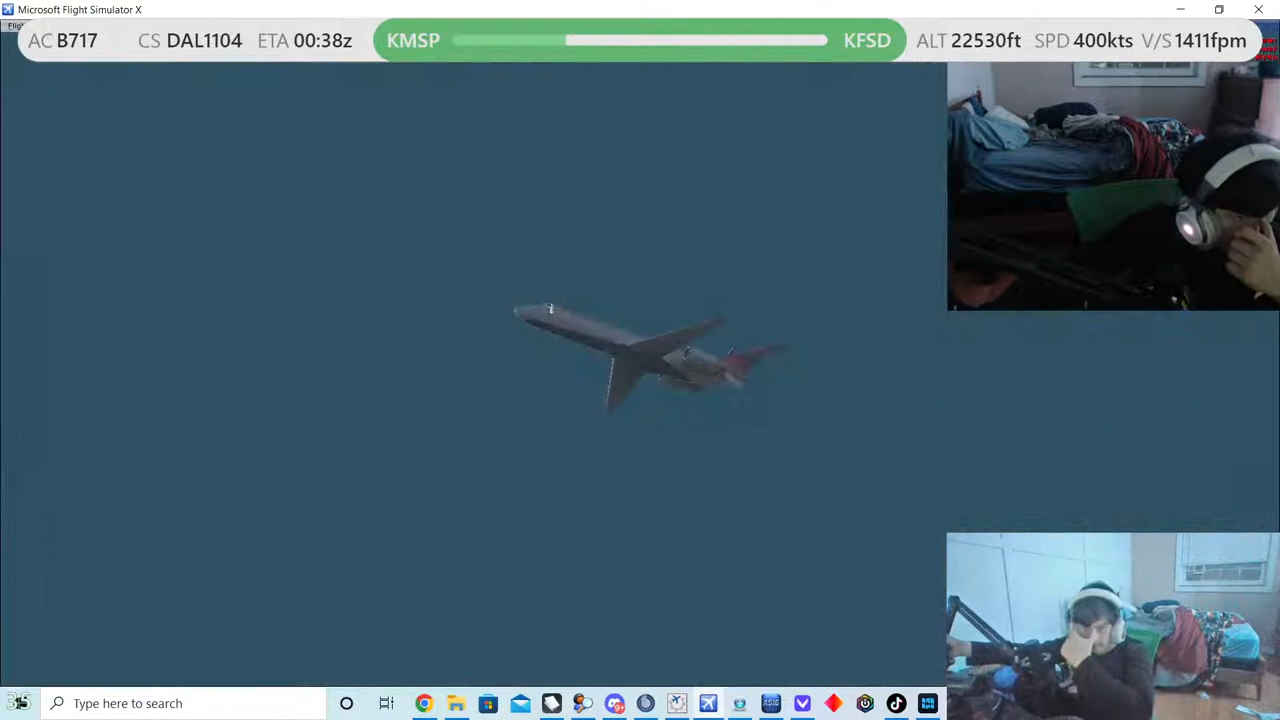 Microsoft Flight Simulator X
AC B717 CS DAL1104 ETA 00:38z KMSP KFSD ALT 22530ft SPD 400kts V/S 1411fpm
Type here to search